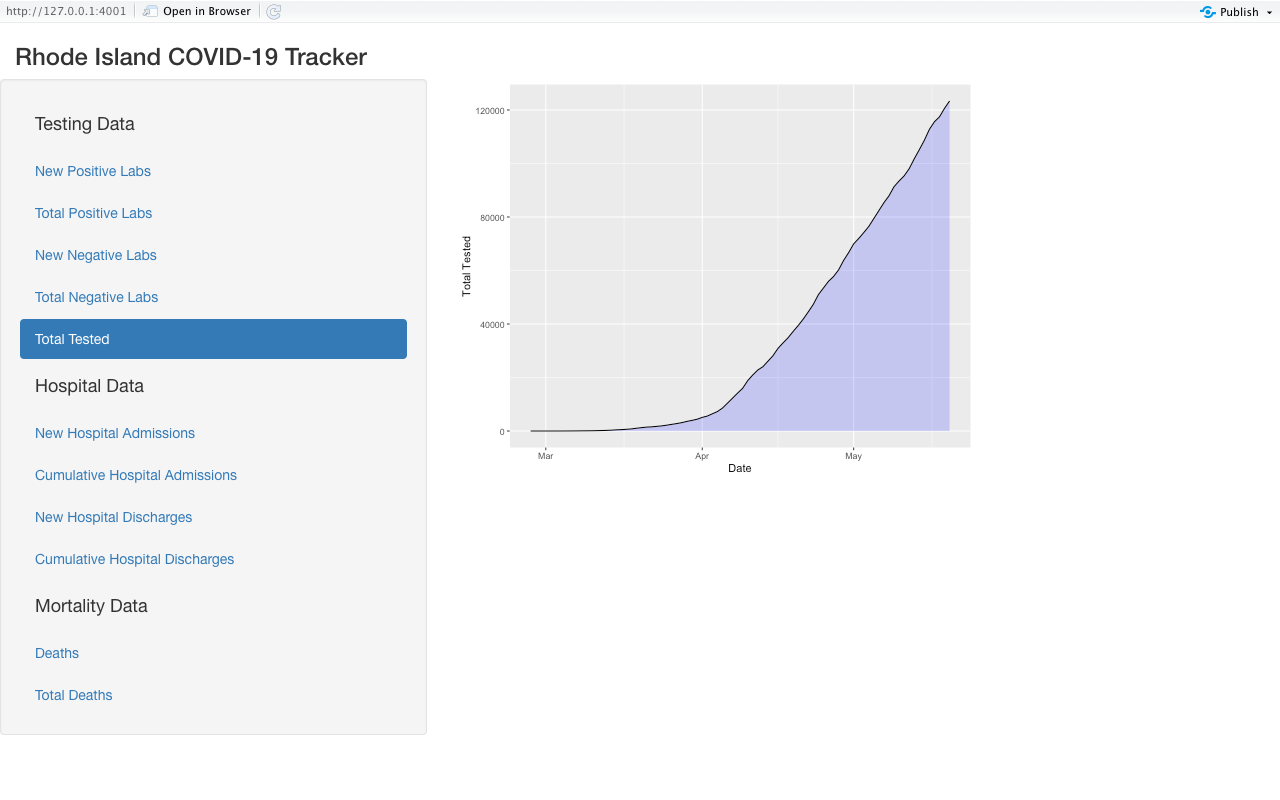 http://127.0.0.1:4001 Open in Browser Publish
Rhode Island COVID-19 Tracker
Testing Data
New Positive Labs
Total Positive Labs
New Negative Labs
Total Negative Labs
Total Tested
Hospital Data
New Hospital Admissions
Cumulative Hospital Admissions
New Hospital Discharges
Cumulative Hospital Discharges
Mortality Data
Deaths
Total Deaths
Total Tested
120000
80000
40000
0
Mar Apr May
Date